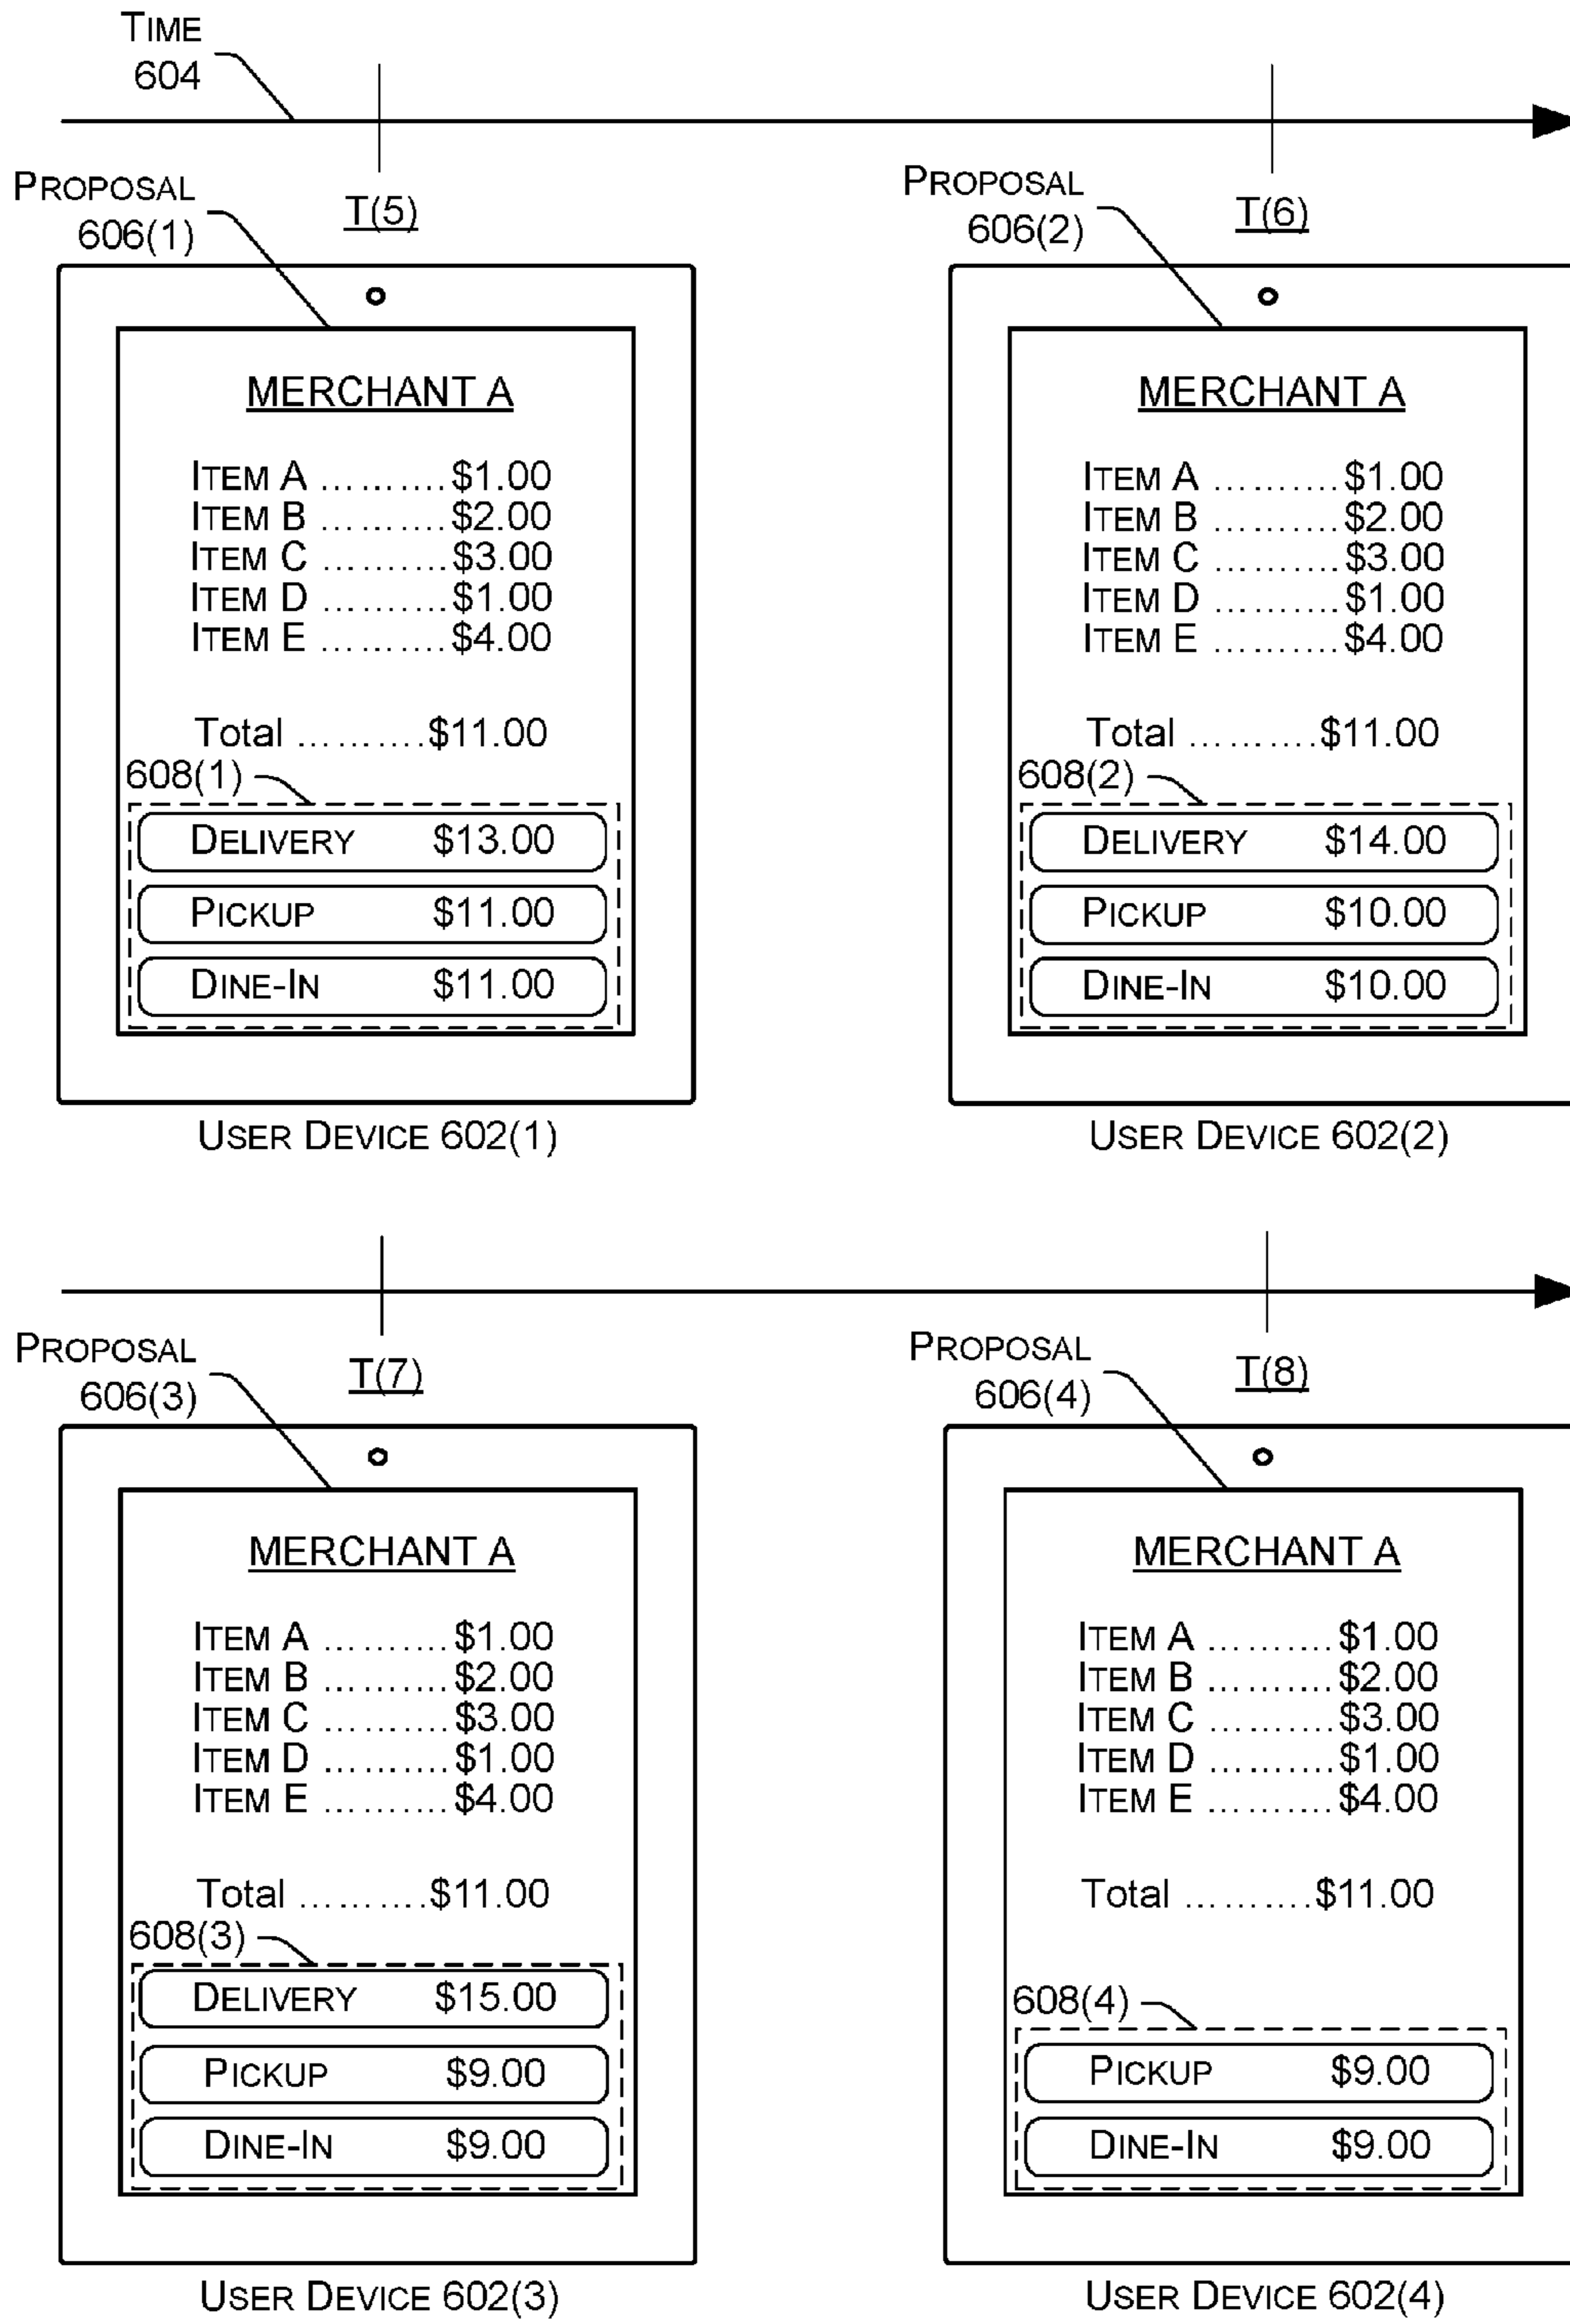 TIME
604
PROPOSAL
606(1)
T(5)
PROPOSAL
606(2)
T(6)
MERCHANT A
ITEM A ..........$1.00
ITEM B ..........$2.00
ITEM C ..........$3.00
ITEM D ..........$1.00
ITEM E ..........$4.00
Total ..........$11.00
608(1)
DELIVERY $13.00
PICKUP $11.00
DINE-IN $11.00
USER DEVICE 602(1)
MERCHANT A
ITEM A ..........$1.00
ITEM B ..........$2.00
ITEM C ..........$3.00
ITEM D ..........$1.00
ITEM E ..........$4.00
Total ..........$11.00
608(2)
DELIVERY $14.00
PICKUP $10.00
DINE-IN $10.00
USER DEVICE 602(2)
PROPOSAL
606(3)
T(7)
PROPOSAL
606(4)
T(8)
MERCHANT A
ITEM A ..........$1.00
ITEM B ..........$2.00
ITEM C ..........$3.00
ITEM D ..........$1.00
ITEM E ..........$4.00
Total ..........$11.00
608(3)
DELIVERY $15.00
PICKUP $9.00
DINE-IN $9.00
USER DEVICE 602(3)
MERCHANT A
ITEM A ..........$1.00
ITEM B ..........$2.00
ITEM C ..........$3.00
ITEM D ..........$1.00
ITEM E ..........$4.00
Total ..........$11.00
608(4)
PICKUP $9.00
DINE-IN $9.00
USER DEVICE 602(4)